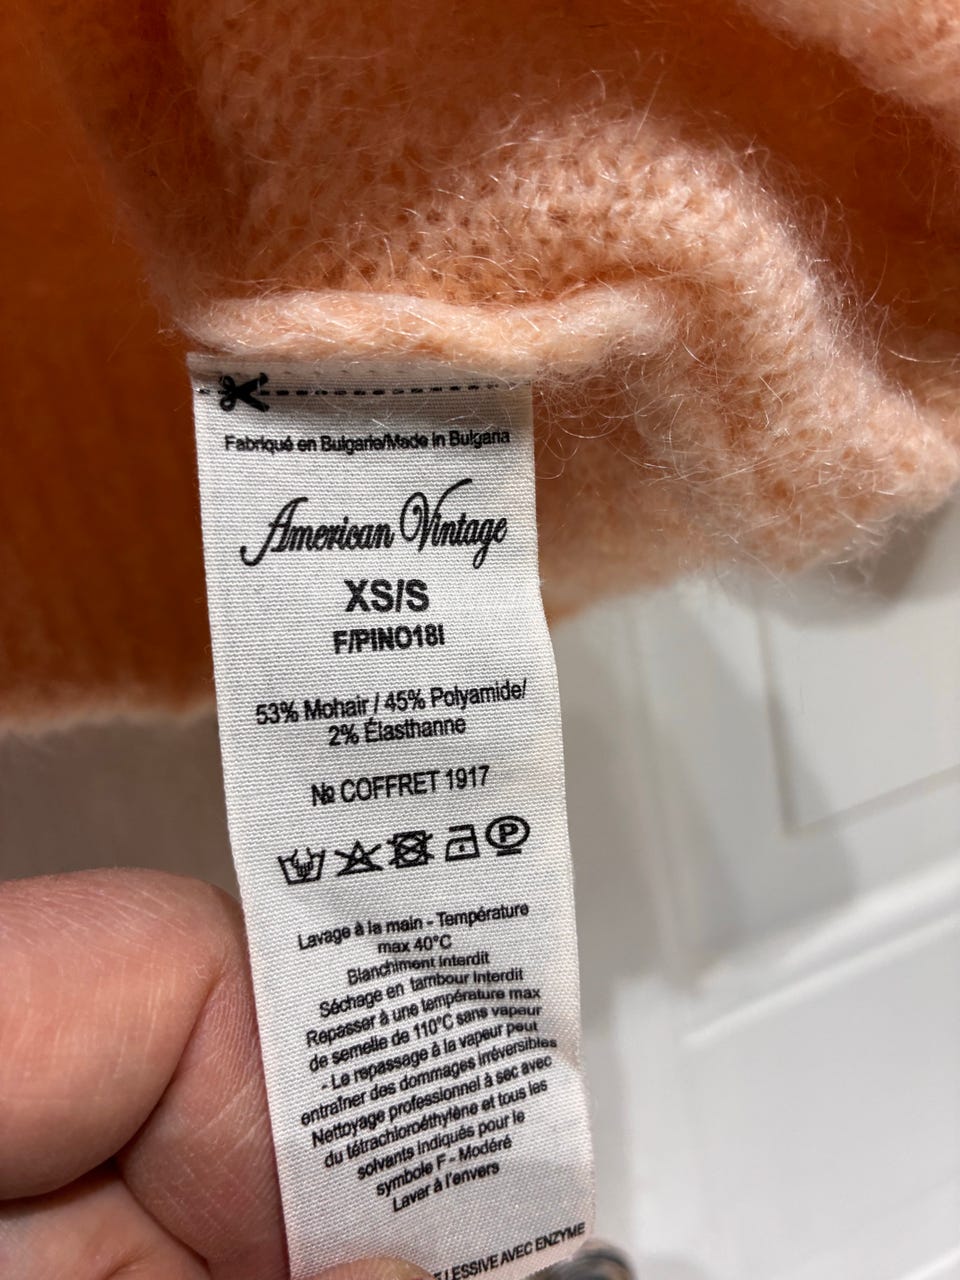 Fabriqué en Bulgarie/Made in Bulgaria
American Vintage
XS/S
F/PINO18I
53% Mohair / 45% Polyamide/
2% Élasthanne
№ COFFRET 1917
P
Lavage à la main - Température
max 40°C
Blanchiment Interdit
Séchage en tambour Interdit
Repasser à une température max
de semelle de 110°C sans vapeur
- Le repassage à la vapeur peut
entraîner des dommages irréversibles
Nettoyage professionnel à sec avec
du tétrachloroéthylène et tous les
solvants indiqués pour le
symbole F - Modéré
Laver à l'envers
LESSIVE AVEC ENZYME